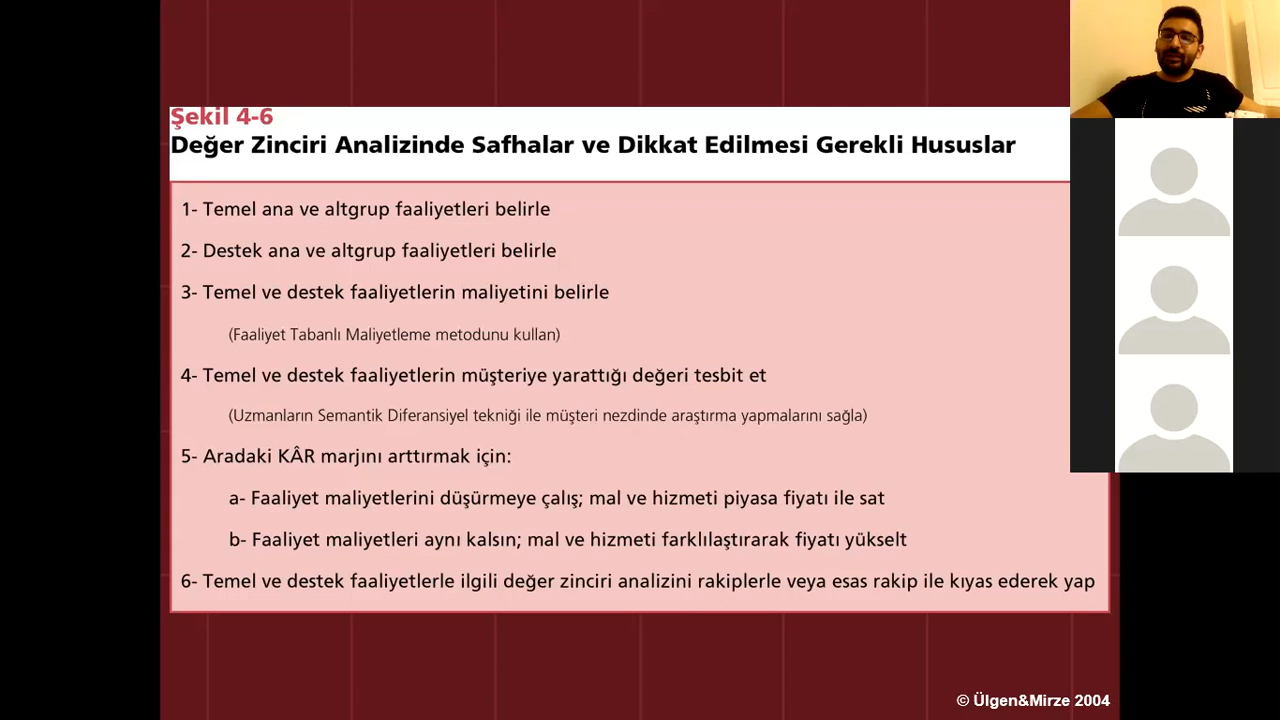 Şekil 4-6
Değer Zinciri Analizinde Safhalar ve Dikkat Edilmesi Gerekli Hususlar
1- Temel ana ve altgrup faaliyetleri belirle
2- Destek ana ve altgrup faaliyetleri belirle
3- Temel ve destek faaliyetlerin maliyetini belirle
(Faaliyet Tabanlı Maliyetleme metodunu kullan)
4- Temel ve destek faaliyetlerin müşteriye yarattığı değeri tesbit et
(Uzmanların Semantik Diferansiyel tekniği ile müşteri nezdinde araştırma yapmalarını sağla)
5- Aradaki KÂR marjını arttırmak için:
a- Faaliyet maliyetlerini düşürmeye çalış; mal ve hizmeti piyasa fiyatı ile sat
b- Faaliyet maliyetleri aynı kalsın; mal ve hizmeti farklılaştırarak fiyatı yükselt
6- Temel ve destek faaliyetlerle ilgili değer zinciri analizini rakiplerle veya esas rakip ile kıyas ederek yap
© Ülgen&Mirze 2004